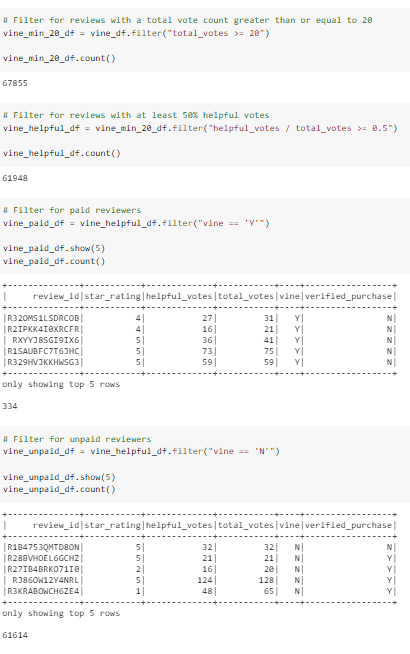 # Filter for reviews with a total vote count greater than or equal to 20
vine_min_20_df = vine_df.filter("total_votes >= 20")
vine_min_20_df.count()
67855
# Filter for reviews with at least 50% helpful votes
vine_helpful_df = vine_min_20_df.filter("helpful_votes / total_votes >= 0.5")
vine_helpful_df.count()
61948
# Filter for paid reviewers
vine_paid_df = vine_helpful_df.filter("vine == 'Y'")
vine_paid_df.show(5)
vine_paid_df.count()
+--------------+-----------+-------------+-----------+----+-----------------+
|     review_id|star_rating|helpful_votes|total_votes|vine|verified_purchase|
+--------------+-----------+-------------+-----------+----+-----------------+
|R32OMS1LSDRCOB|          4|           27|         31|   Y|                N|
|R2IPKK4I0XRCFR|          4|           16|         21|   Y|                N|
| RXYYJ8SGI9IX6|          5|           36|         41|   Y|                N|
|R1SAUBFC7T6JHC|          5|           73|         75|   Y|                N|
|R329HVJKKHWSG3|          5|           59|         59|   Y|                N|
+--------------+-----------+-------------+-----------+----+-----------------+
only showing top 5 rows
334
# Filter for unpaid reviewers
vine_unpaid_df = vine_helpful_df.filter("vine == 'N'")
vine_unpaid_df.show(5)
vine_unpaid_df.count()
+--------------+-----------+-------------+-----------+----+-----------------+
|     review_id|star_rating|helpful_votes|total_votes|vine|verified_purchase|
+--------------+-----------+-------------+-----------+----+-----------------+
|R1B4753QMTD8ON|          5|           32|         32|   N|                N|
|R28BVHOEL6GCHZ|          5|           21|         21|   N|                Y|
|R27IB4BRKO71I0|          2|           16|         20|   N|                Y|
| RJ86OW12Y4NRL|          5|          124|        128|   N|                Y|
|R3KRABOWCH6ZE4|          1|           48|         65|   N|                Y|
+--------------+-----------+-------------+-----------+----+-----------------+
only showing top 5 rows
61614